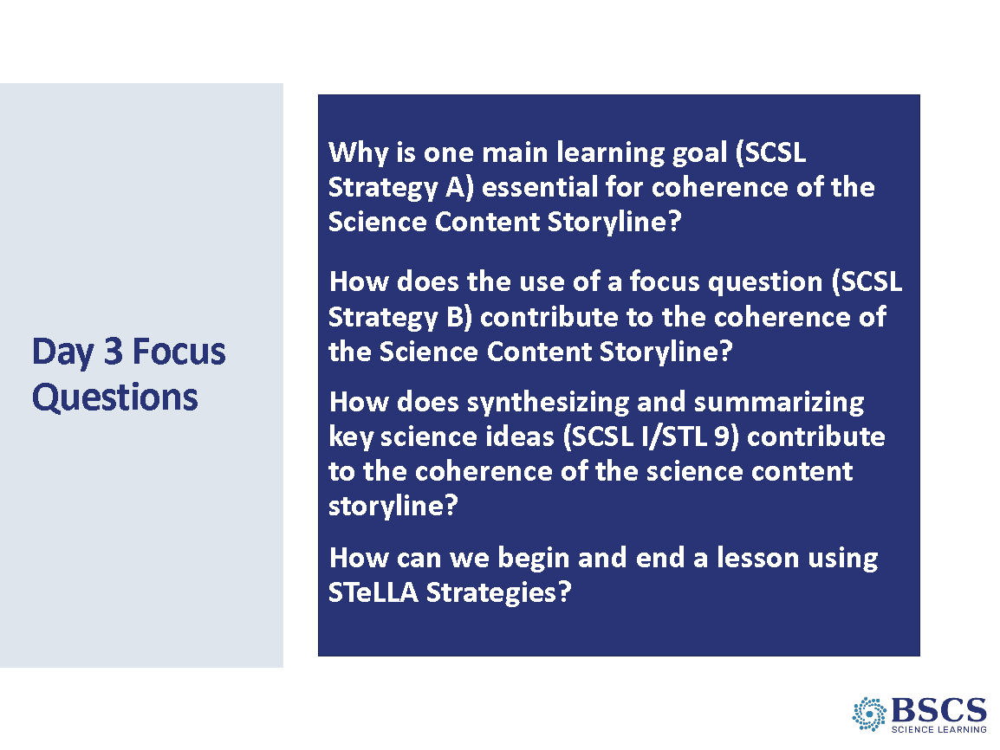 Day 3 Focus
Questions
Why is one main learning goal (SCSL
Strategy A) essential for coherence of the
Science Content Storyline?
How does the use of a focus question (SCSL
Strategy B) contribute to the coherence of
the Science Content Storyline?
How does synthesizing and summarizing
key science ideas (SCSL I/STL 9) contribute
to the coherence of the science content
storyline?
How can we begin and end a lesson using
STeLLA Strategies?
BSCS
SCIENCE LEARNING